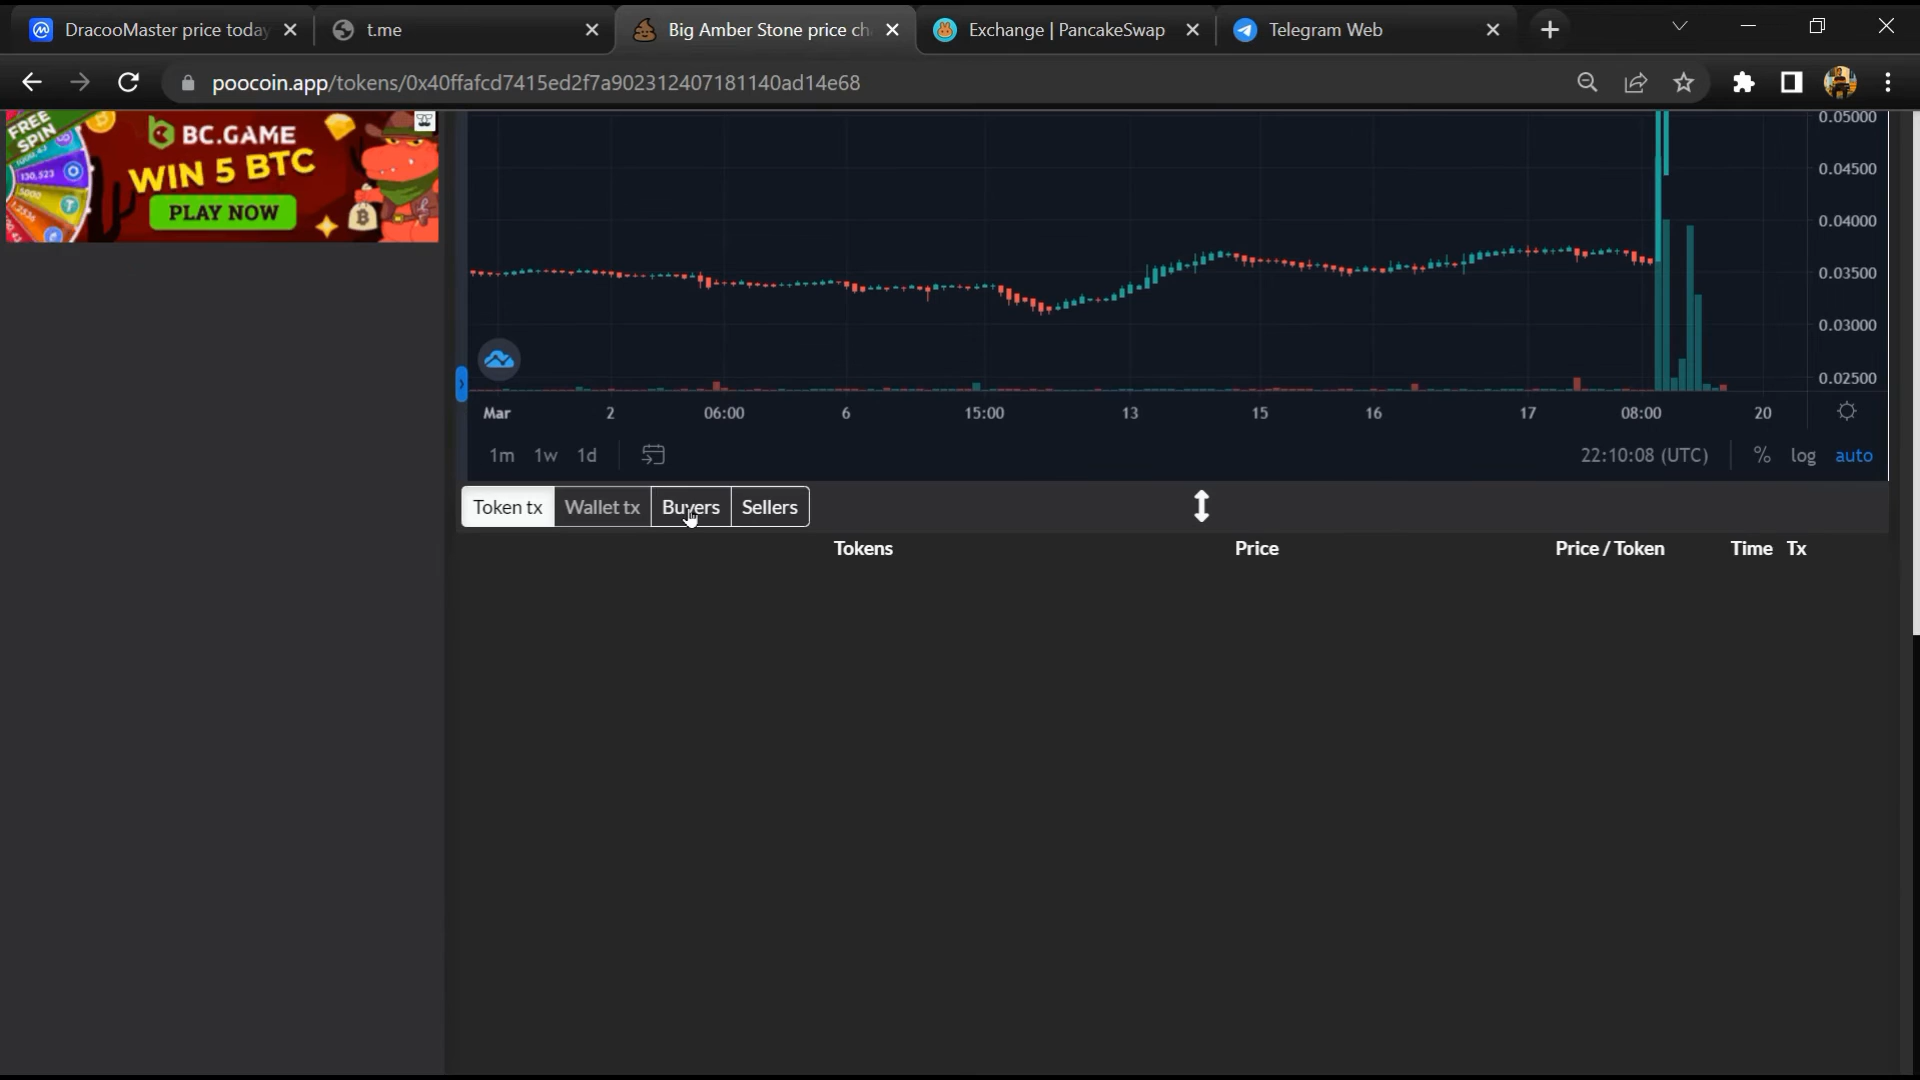 DracooMaster price today
t.me
Big Amber Stone price ch
Exchange | PancakeSwap
Telegram Web
poocoin.app/tokens/0x40ffafcd7415ed2f7a902312407181140ad14e68
FREE
SPIN
BC.GAME
WIN 5 BTC
PLAY NOW
0.05000
0.04500
0.04000
0.03500
0.03000
0.02500
Mar
2
06:00
6
15:00
13
15
16
17
08:00
20
1m
1w
1d
22:10:08 (UTC)
%
log
auto
Token tx
Wallet tx
Buyers
Sellers
Tokens
Price
Price / Token
Time
Tx